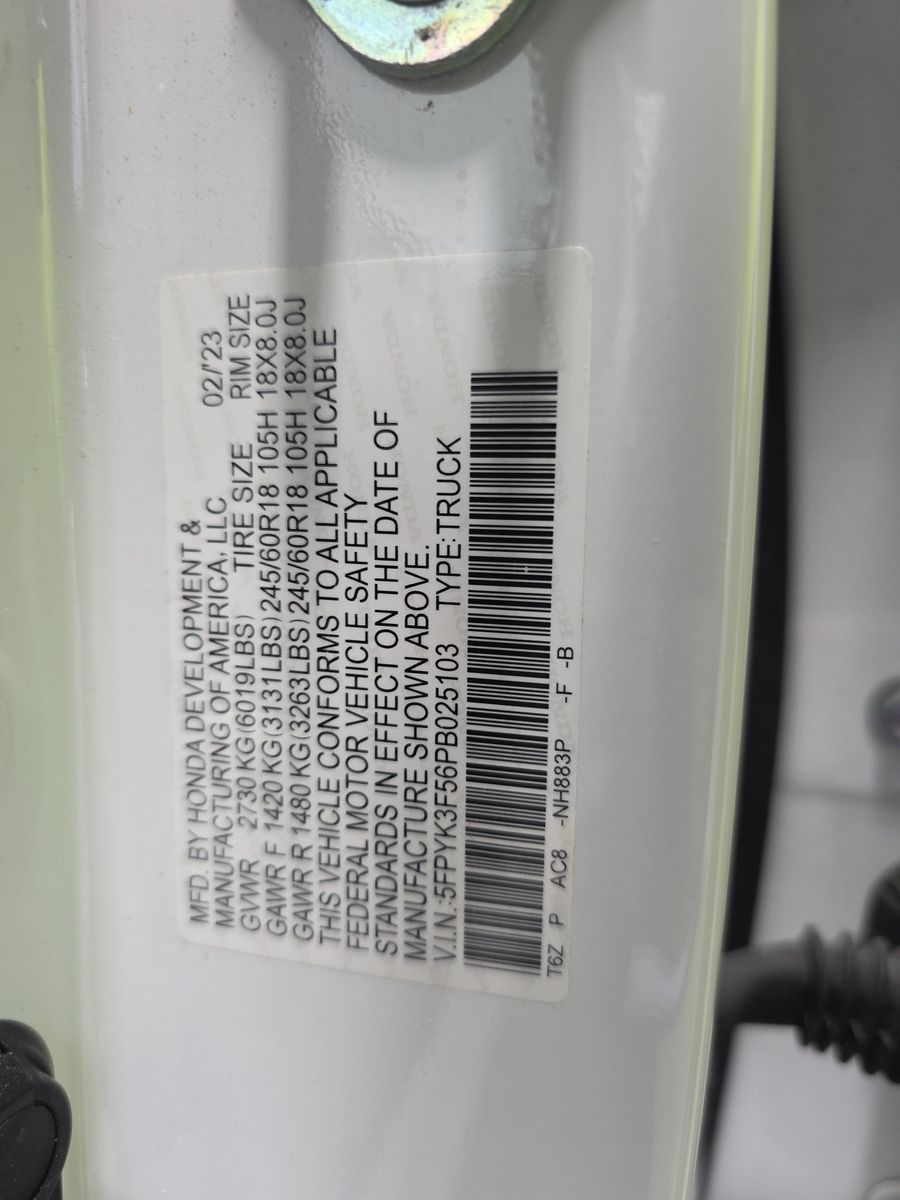 MFD. BY HONDA DEVELOPMENT &
MANUFACTURING OF AMERICA, LLC 02/'23
GVWR 2730 KG(6019LBS) TIRE SIZE RIM SIZE
GAWR F 1420 KG(3131LBS)245/60R18 105H 18X8.0J
GAWR R 1480 KG(3263LBS)245/60R18 105H 18X8.0J
THIS VEHICLE CONFORMS TO ALL APPLICABLE
FEDERAL MOTOR VEHICLE SAFETY
STANDARDS IN EFFECT ON THE DATE OF
MANUFACTURE SHOWN ABOVE.
V.I.N.:5FPYK3F56PB025103 TYPE:TRUCK
T6Z P AC8 -NH883P -F -B